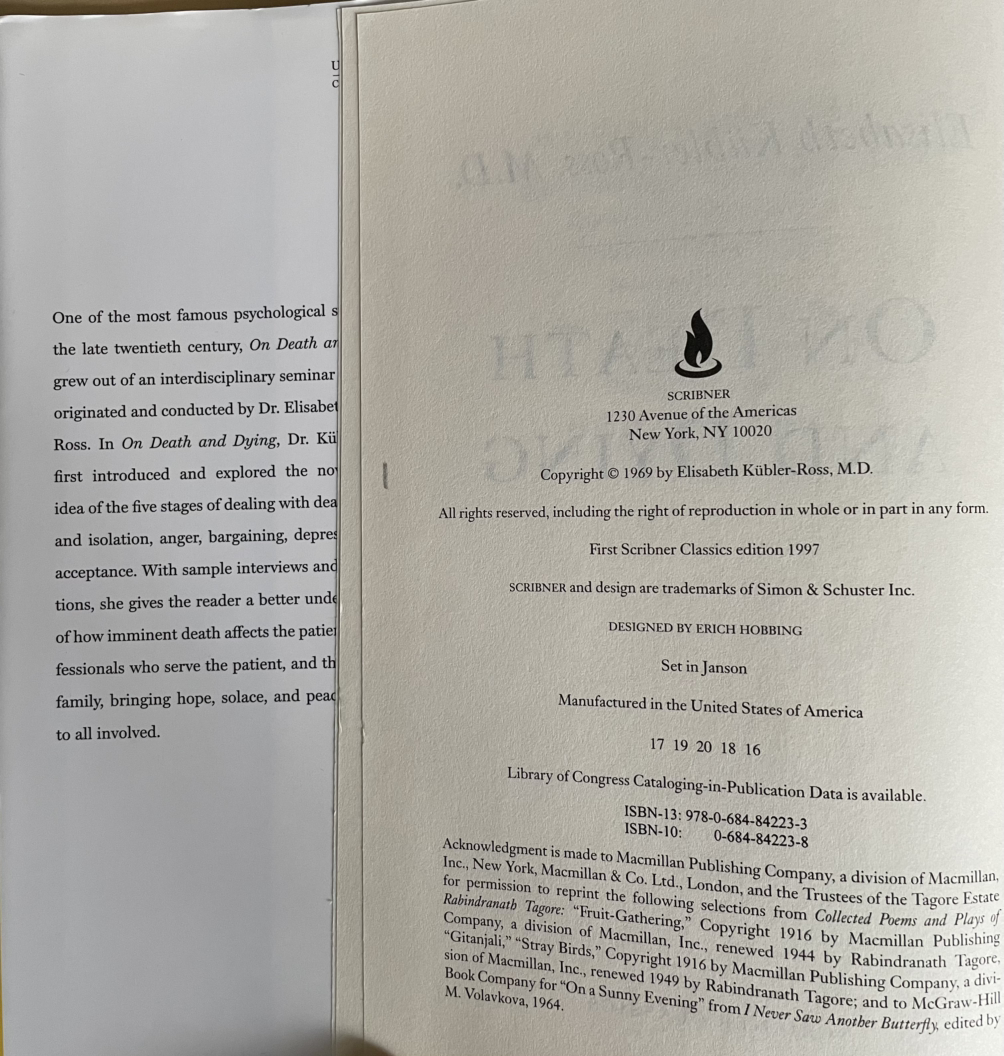 One of the most famous psychological s
the late twentieth century, On Death an
grew out of an interdisciplinary seminar
originated and conducted by Dr. Elisabet
Ross. In On Death and Dying, Dr. Kü
first introduced and explored the no
idea of the five stages of dealing with dea
and isolation, anger, bargaining, depres
acceptance. With sample interviews and
tions, she gives the reader a better unde
of how imminent death affects the patie
fessionals who serve the patient, and th
family, bringing hope, solace, and peac
to all involved.
Elisabeth Kübler-Ross, M.D.
ON DEATH
AND DYING
SCRIBNER
1230 Avenue of the Americas
New York, NY 10020
Copyright © 1969 by Elisabeth Kübler-Ross, M.D.
All rights reserved, including the right of reproduction in whole or in part in any form.
First Scribner Classics edition 1997
SCRIBNER and design are trademarks of Simon & Schuster Inc.
DESIGNED BY ERICH HOBBING
Set in Janson
Manufactured in the United States of America
17 19 20 18 16
Library of Congress Cataloging-in-Publication Data is available.
ISBN-13: 978-0-684-84223-3
ISBN-10: 0-684-84223-8
Acknowledgment is made to Macmillan Publishing Company, a division of Macmillan,
Inc., New York, Macmillan & Co. Ltd., London, and the Trustees of the Tagore Estate
for permission to reprint the following selections from Collected Poems and Plays of
Rabindranath Tagore: “Fruit-Gathering,” Copyright 1916 by Macmillan Publishing
Company, a division of Macmillan, Inc., renewed 1944 by Rabindranath Tagore,
“Gitanjali,” “Stray Birds,” Copyright 1916 by Macmillan Publishing Company, a divi-
sion of Macmillan, Inc., renewed 1949 by Rabindranath Tagore; and to McGraw-Hill
Book Company for “On a Sunny Evening” from I Never Saw Another Butterfly, edited by
M. Volavkova, 1964.